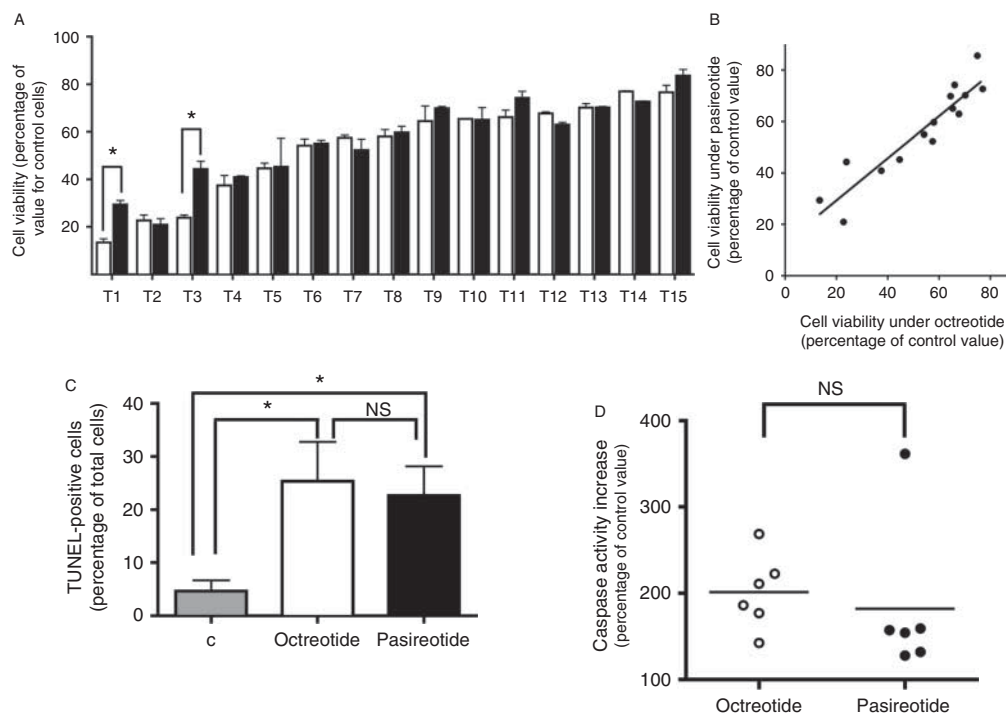 A
Cell viability (percentage of
value for control cells)
100
80
60
40
20
*
*
T1 T2 T3 T4 T5 T6 T7 T8 T9 T10 T11 T12 T13 T14 T15
B
Cell viability under pasireotide
(percentage of control value)
80
60
40
20
0
0 20 40 60 80
Cell viability under octreotide
(percentage of control value)
C
TUNEL-positive cells
(percentage of total cells)
40
30
20
10
0
*
*
NS
c Octreotide Pasireotide
D
Caspase activity increase
(percentage of control value)
400
300
200
100
NS
Octreotide Pasireotide